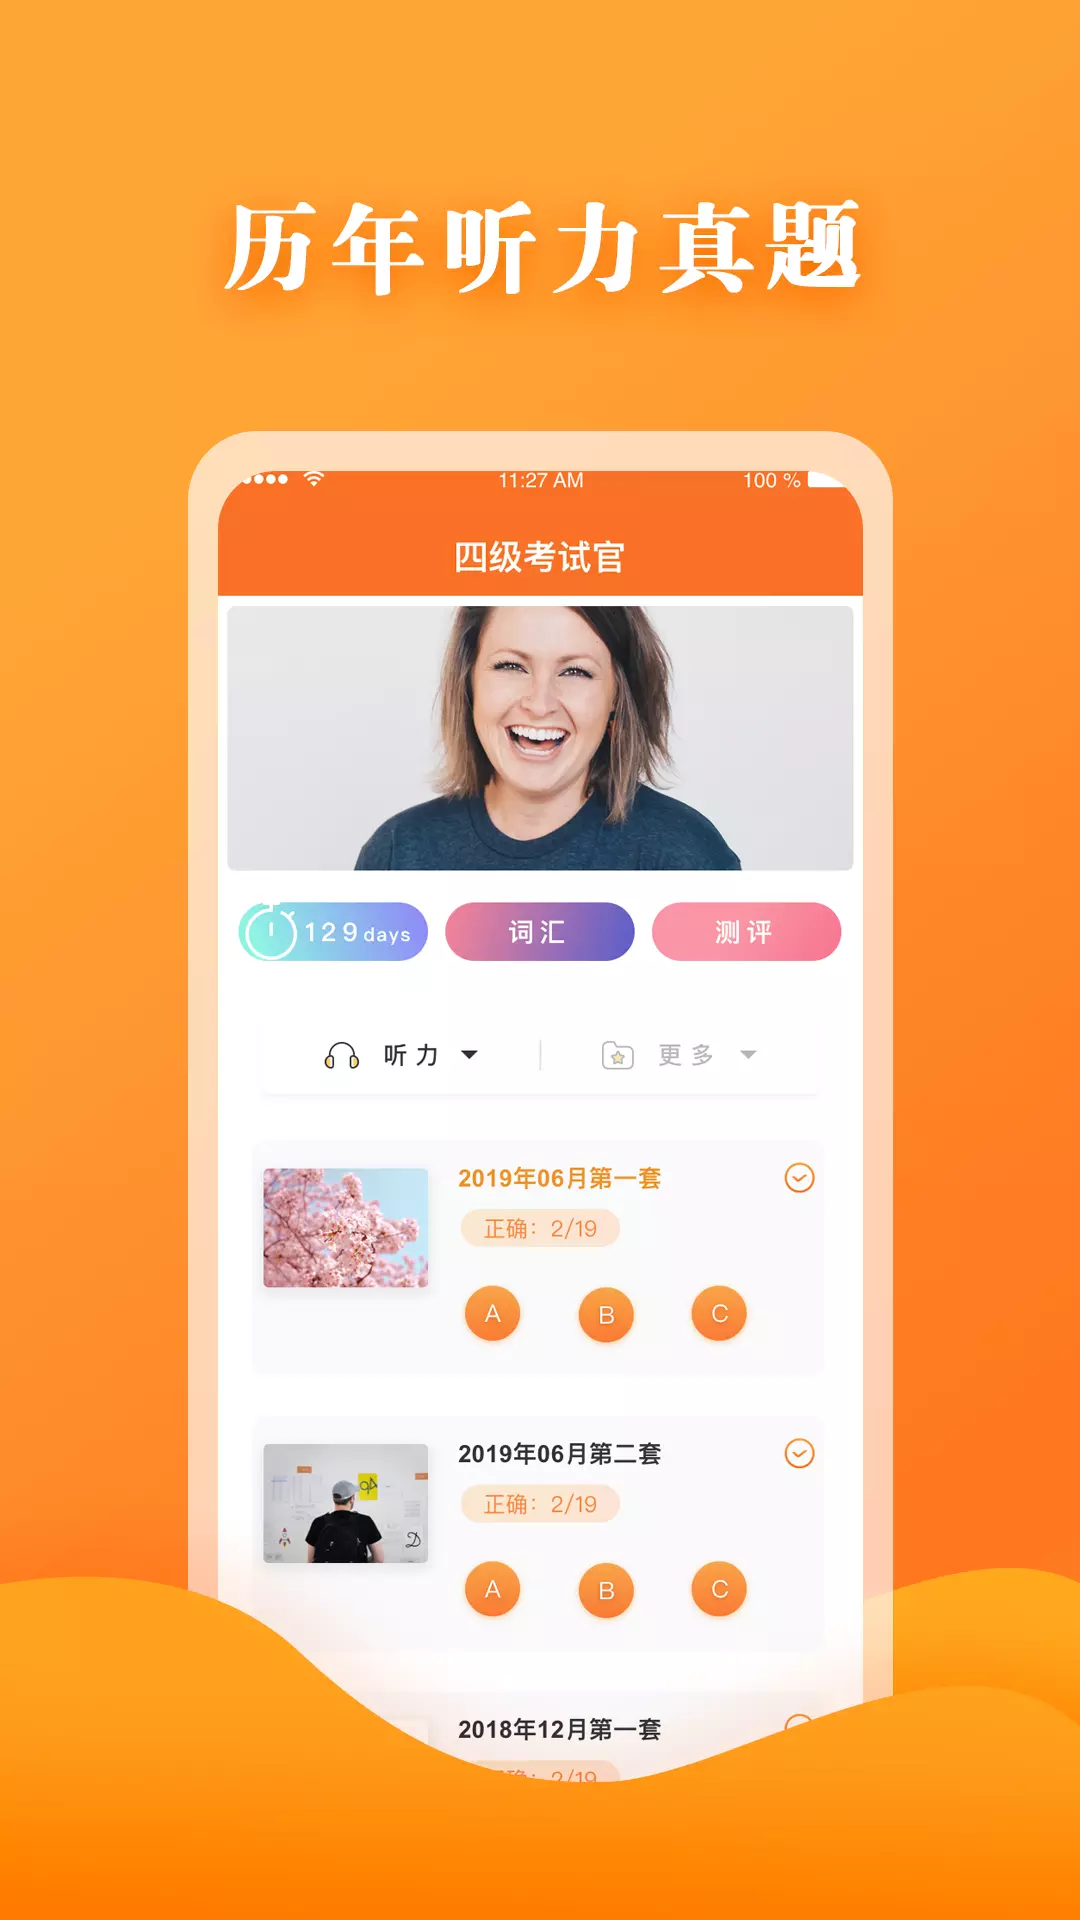 历年听力真题
11:27 AM
100 %
四级考试官
129days
词汇
测评
听力
更多
2019年06月第一套
正确：2/19
A B C
2019年06月第二套
正确：2/19
A B C
2018年12月第一套
正确：2/19